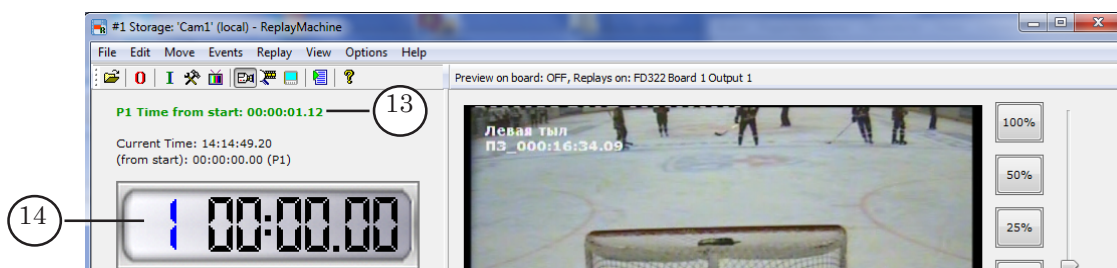 #1 Storage: 'Cam1' (local) - ReplayMachine
File Edit Move Events Replay View Options Help
Preview on board: OFF, Replays on: FD322 Board 1 Output 1
P1 Time from start: 00:00:01.12
13
Current Time: 14:14:49.20
(from start): 00:00:00.00 (P1)
14
1 00:00.00
Левая тыл
ПЗ_000:16:34.09
100%
50%
25%